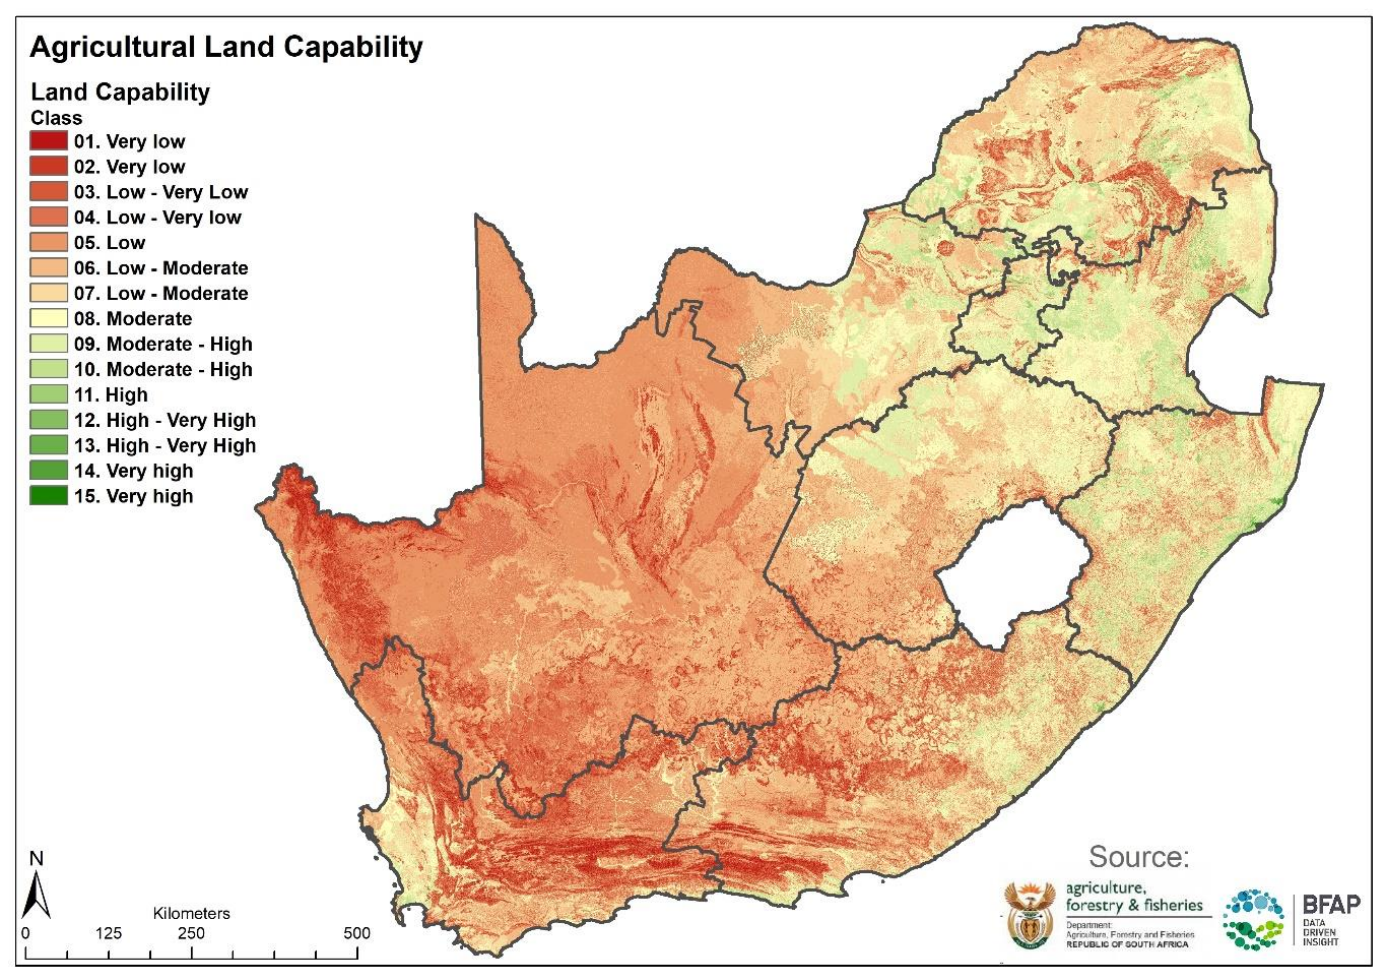 Agricultural Land Capability
Land Capability
Class
01. Very low
02. Very low
03. Low - Very Low
04. Low - Very low
05. Low
06. Low - Moderate
07. Low - Moderate
08. Moderate
09. Moderate - High
10. Moderate - High
11. High
12. High - Very High
13. High - Very High
14. Very high
15. Very high
N
Kilometers
0 125 250 500
Source:
agriculture,
forestry & fisheries
Department:
Agriculture, Forestry and Fisheries
REPUBLIC OF SOUTH AFRICA
BFAP
DATA
DRIVEN
INSIGHT